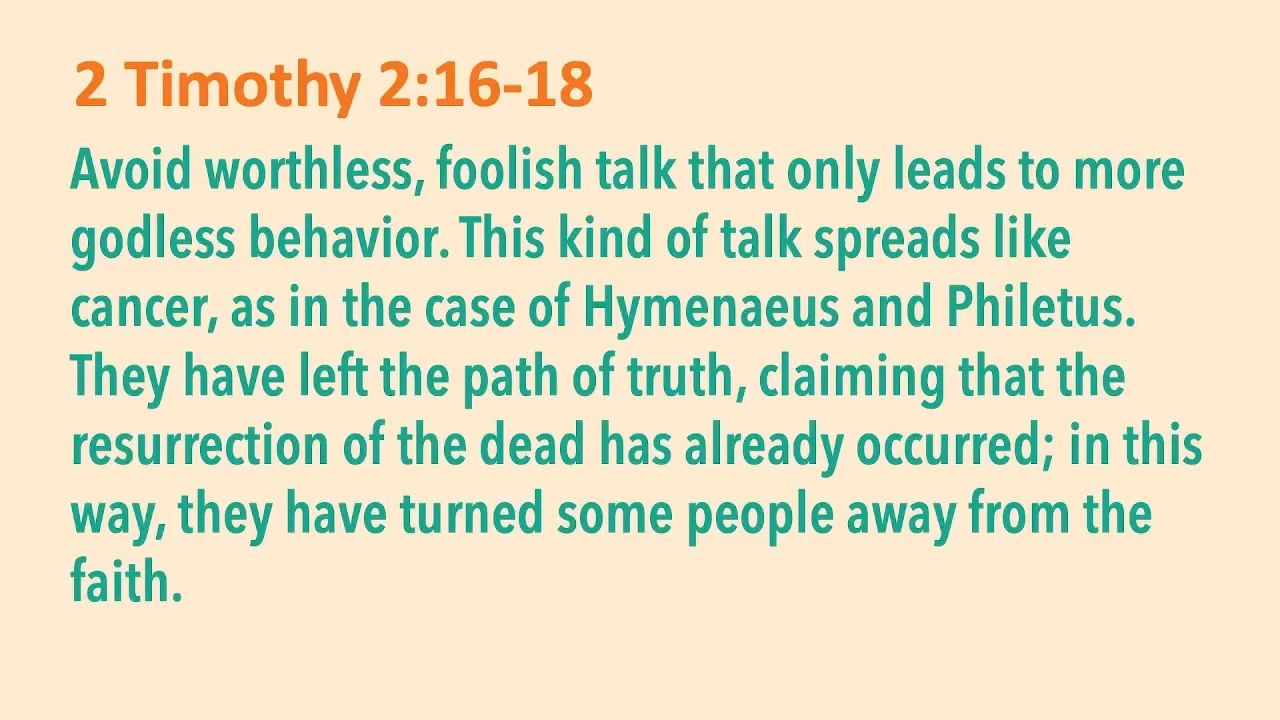 2 Timothy 2:16-18
Avoid worthless, foolish talk that only leads to more
godless behavior. This kind of talk spreads like
cancer, as in the case of Hymenaeus and Philetus.
They have left the path of truth, claiming that the
resurrection of the dead has already occurred; in this
way, they have turned some people away from the
faith.